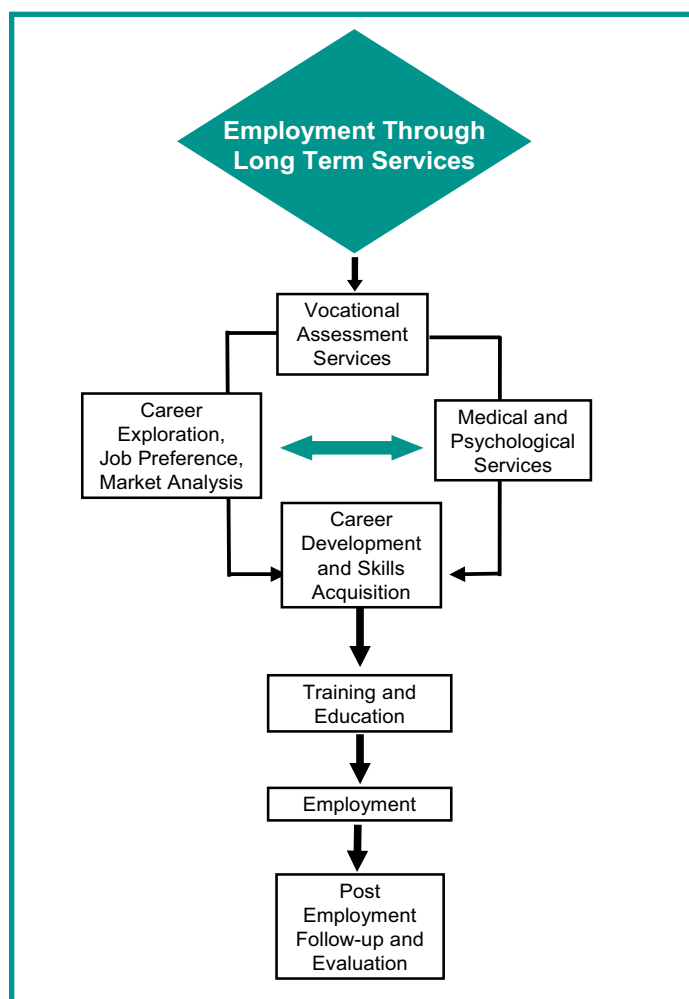 Employment Through
Long Term Services
Vocational
Assessment
Services
Career
Exploration,
Job Preference,
Market Analysis
Medical and
Psychological
Services
Career
Development
and Skills
Acquisition
Training and
Education
Employment
Post
Employment
Follow-up and
Evaluation